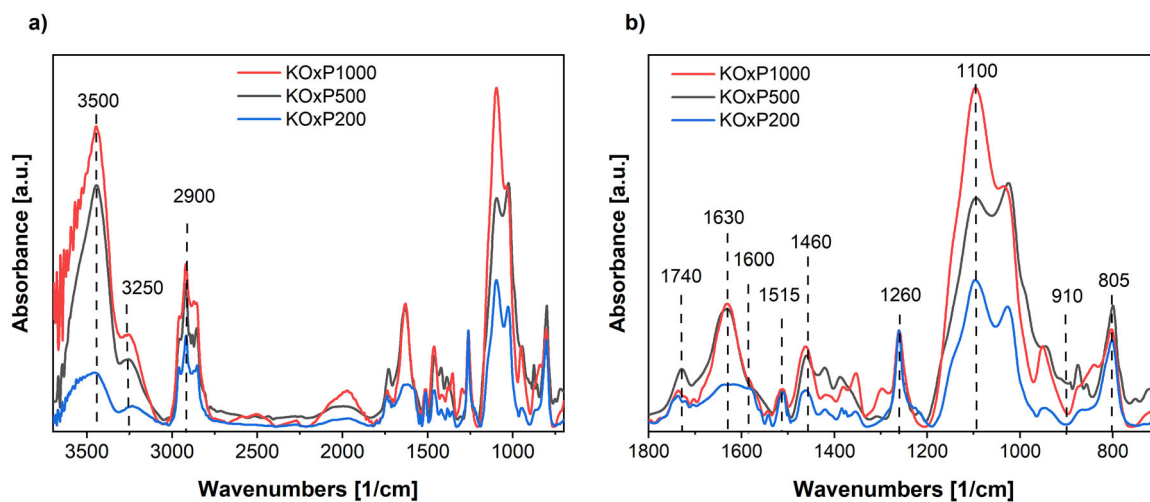 a)
KOxP1000
KOxP500
KOxP200
3500
3250
2900
Absorbance [a.u.]
3500 3000 2500 2000 1500 1000
Wavenumbers [1/cm]
b)
KOxP1000
KOxP500
KOxP200
1100
1740
1630
1600
1515
1460
1260
910
805
Absorbance [a.u.]
1800 1600 1400 1200 1000 800
Wavenumbers [1/cm]